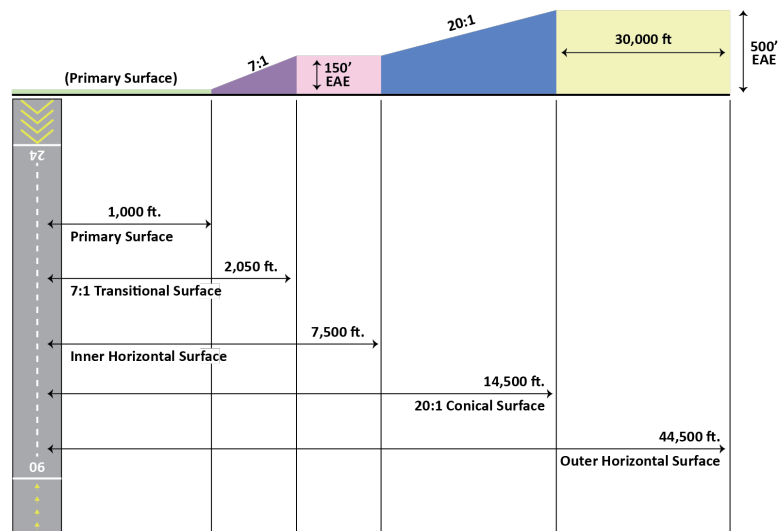 20:1
30,000 ft
500’
EAE
7:1
150’
EAE
(Primary Surface)
24
1,000 ft.
Primary Surface
2,050 ft.
7:1 Transitional Surface
7,500 ft.
Inner Horizontal Surface
14,500 ft.
20:1 Conical Surface
44,500 ft.
Outer Horizontal Surface
06